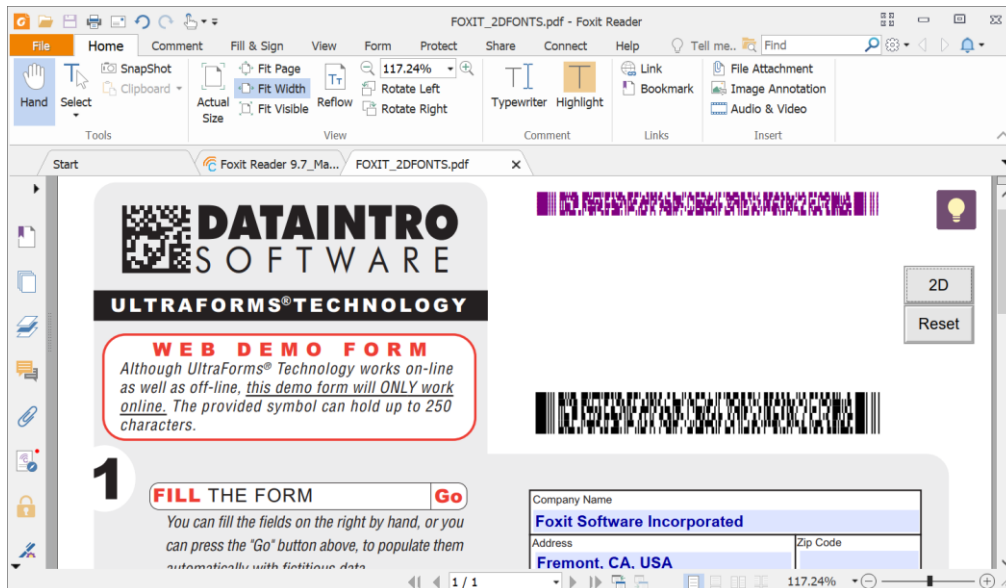 FOXIT_2DFONTS.pdf - Foxit Reader
File Home Comment Fill & Sign View Form Protect Share Connect Help Tell me.. Find
Hand
Select
SnapShot
Clipboard
Tools
Actual Size
Fit Page
Fit Width
Fit Visible
Reflow
117.24%
Rotate Left
Rotate Right
View
Typewriter
Highlight
Comment
Link
Bookmark
Links
File Attachment
Image Annotation
Audio & Video
Insert
Start Foxit Reader 9.7_Ma... FOXIT_2DFONTS.pdf
DATAINTRO
SOFTWARE
ULTRAFORMS®TECHNOLOGY
WEB DEMO FORM
Although UltraForms® Technology works on-line
as well as off-line, this demo form will ONLY work
online. The provided symbol can hold up to 250
characters.
2D
Reset
1
FILL THE FORM Go
You can fill the fields on the right by hand, or you
can press the "Go" button above, to populate them
automatically with fictitious data
Company Name
Foxit Software Incorporated
Address Zip Code
Fremont, CA, USA
1 / 1
117.24%